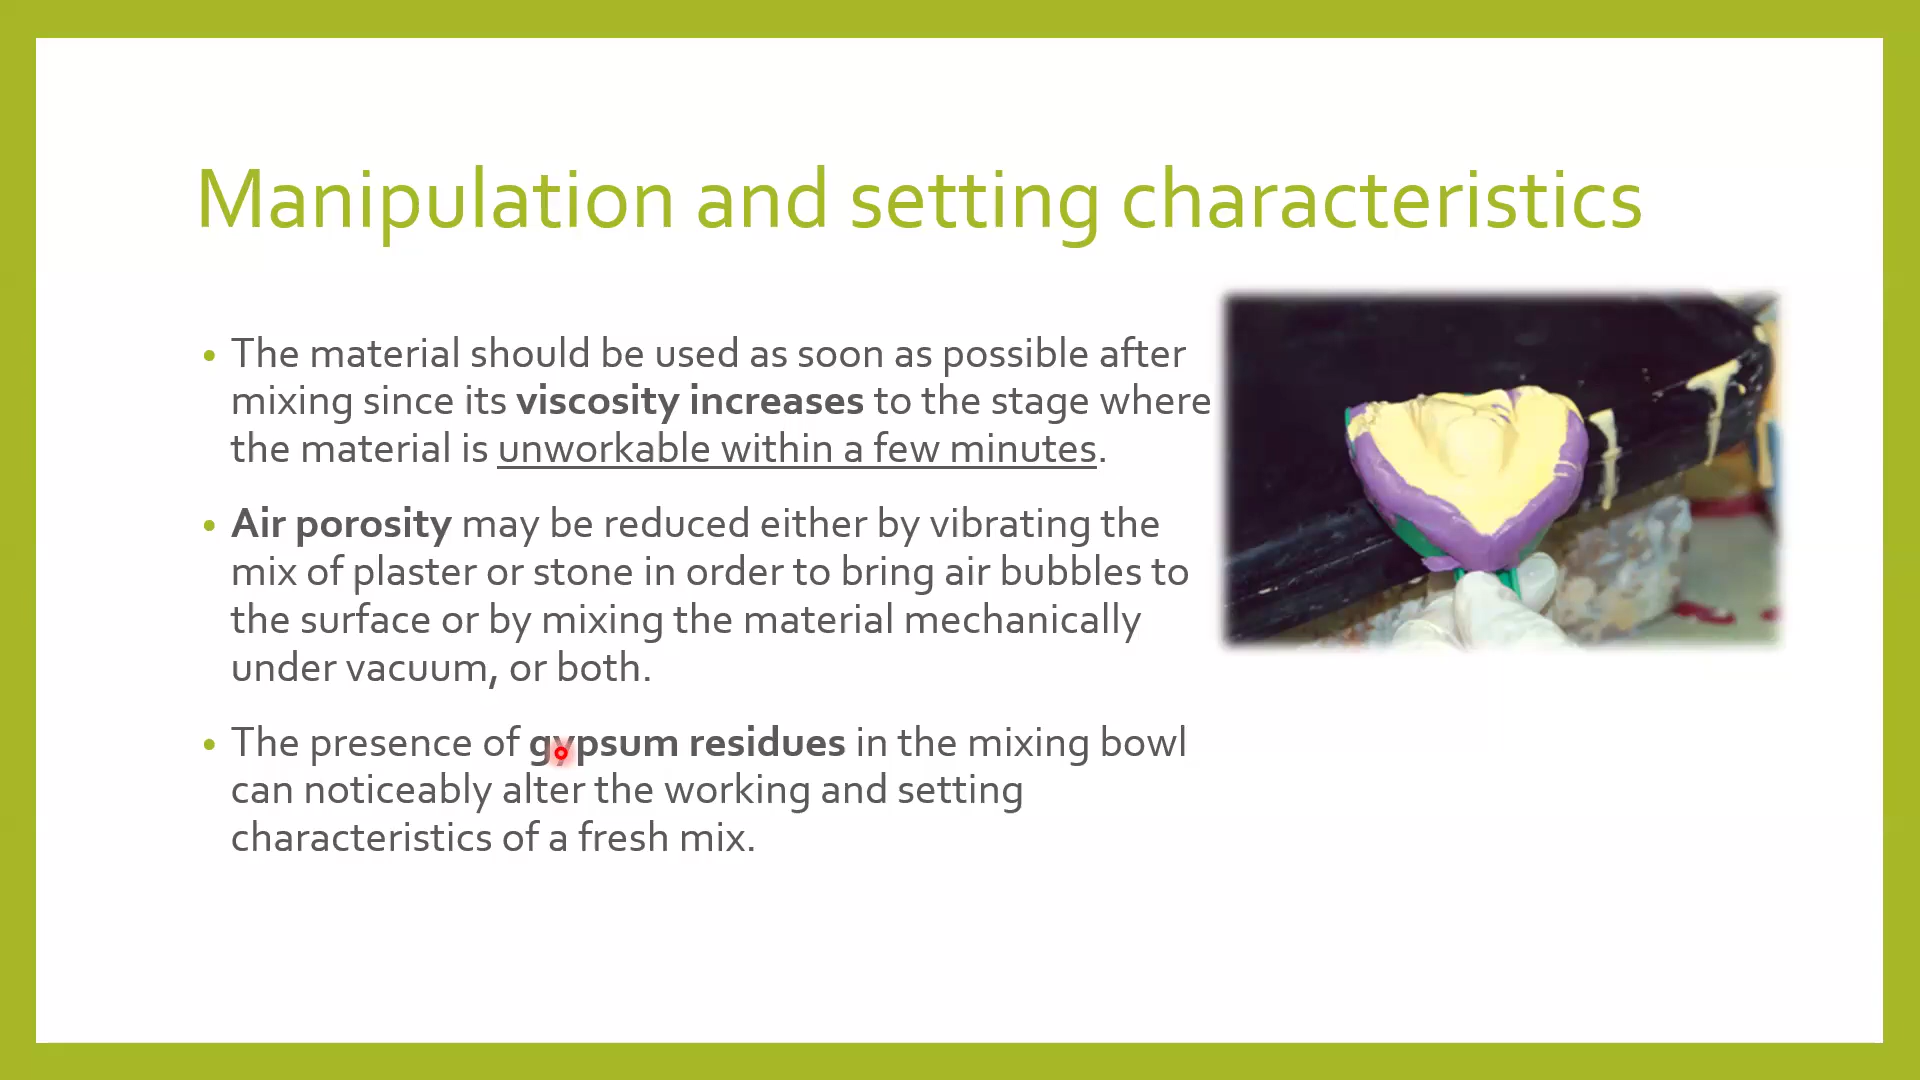 Manipulation and setting characteristics
• The material should be used as soon as possible after
mixing since its viscosity increases to the stage where
the material is unworkable within a few minutes.
• Air porosity may be reduced either by vibrating the
mix of plaster or stone in order to bring air bubbles to
the surface or by mixing the material mechanically
under vacuum, or both.
• The presence of gypsum residues in the mixing bowl
can noticeably alter the working and setting
characteristics of a fresh mix.